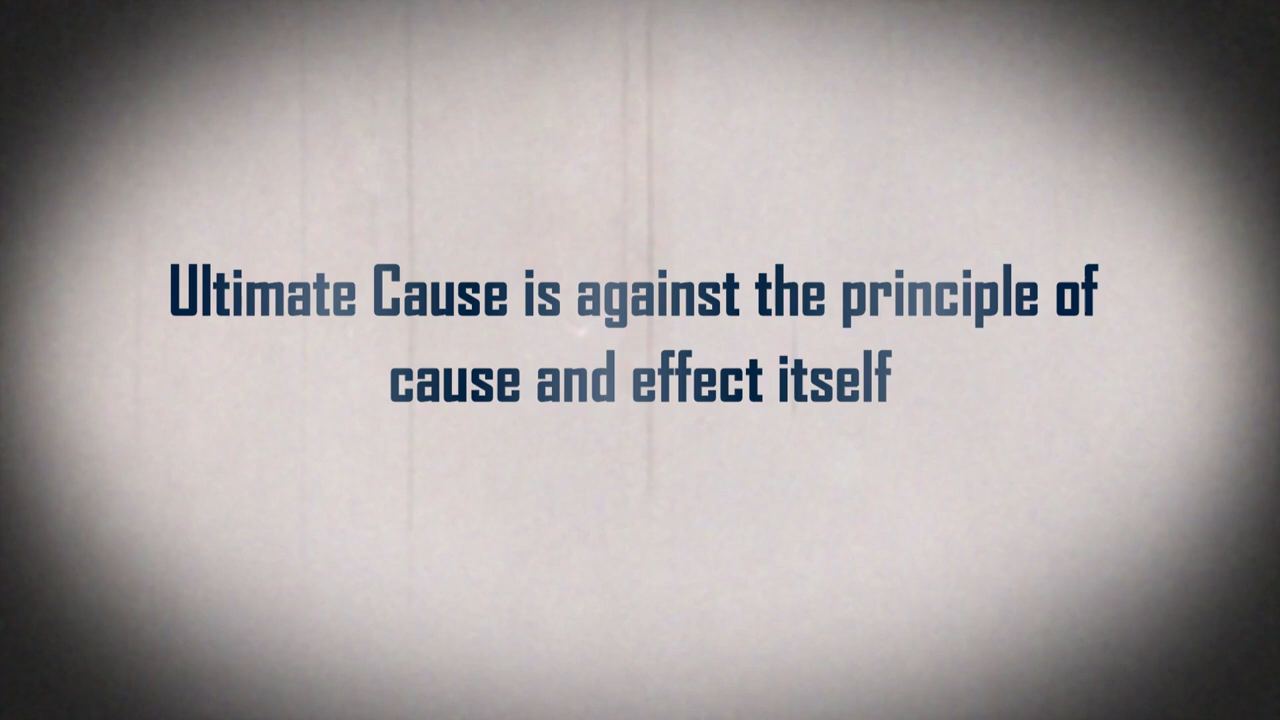 Ultimate Cause is against the principle of
cause and effect itself